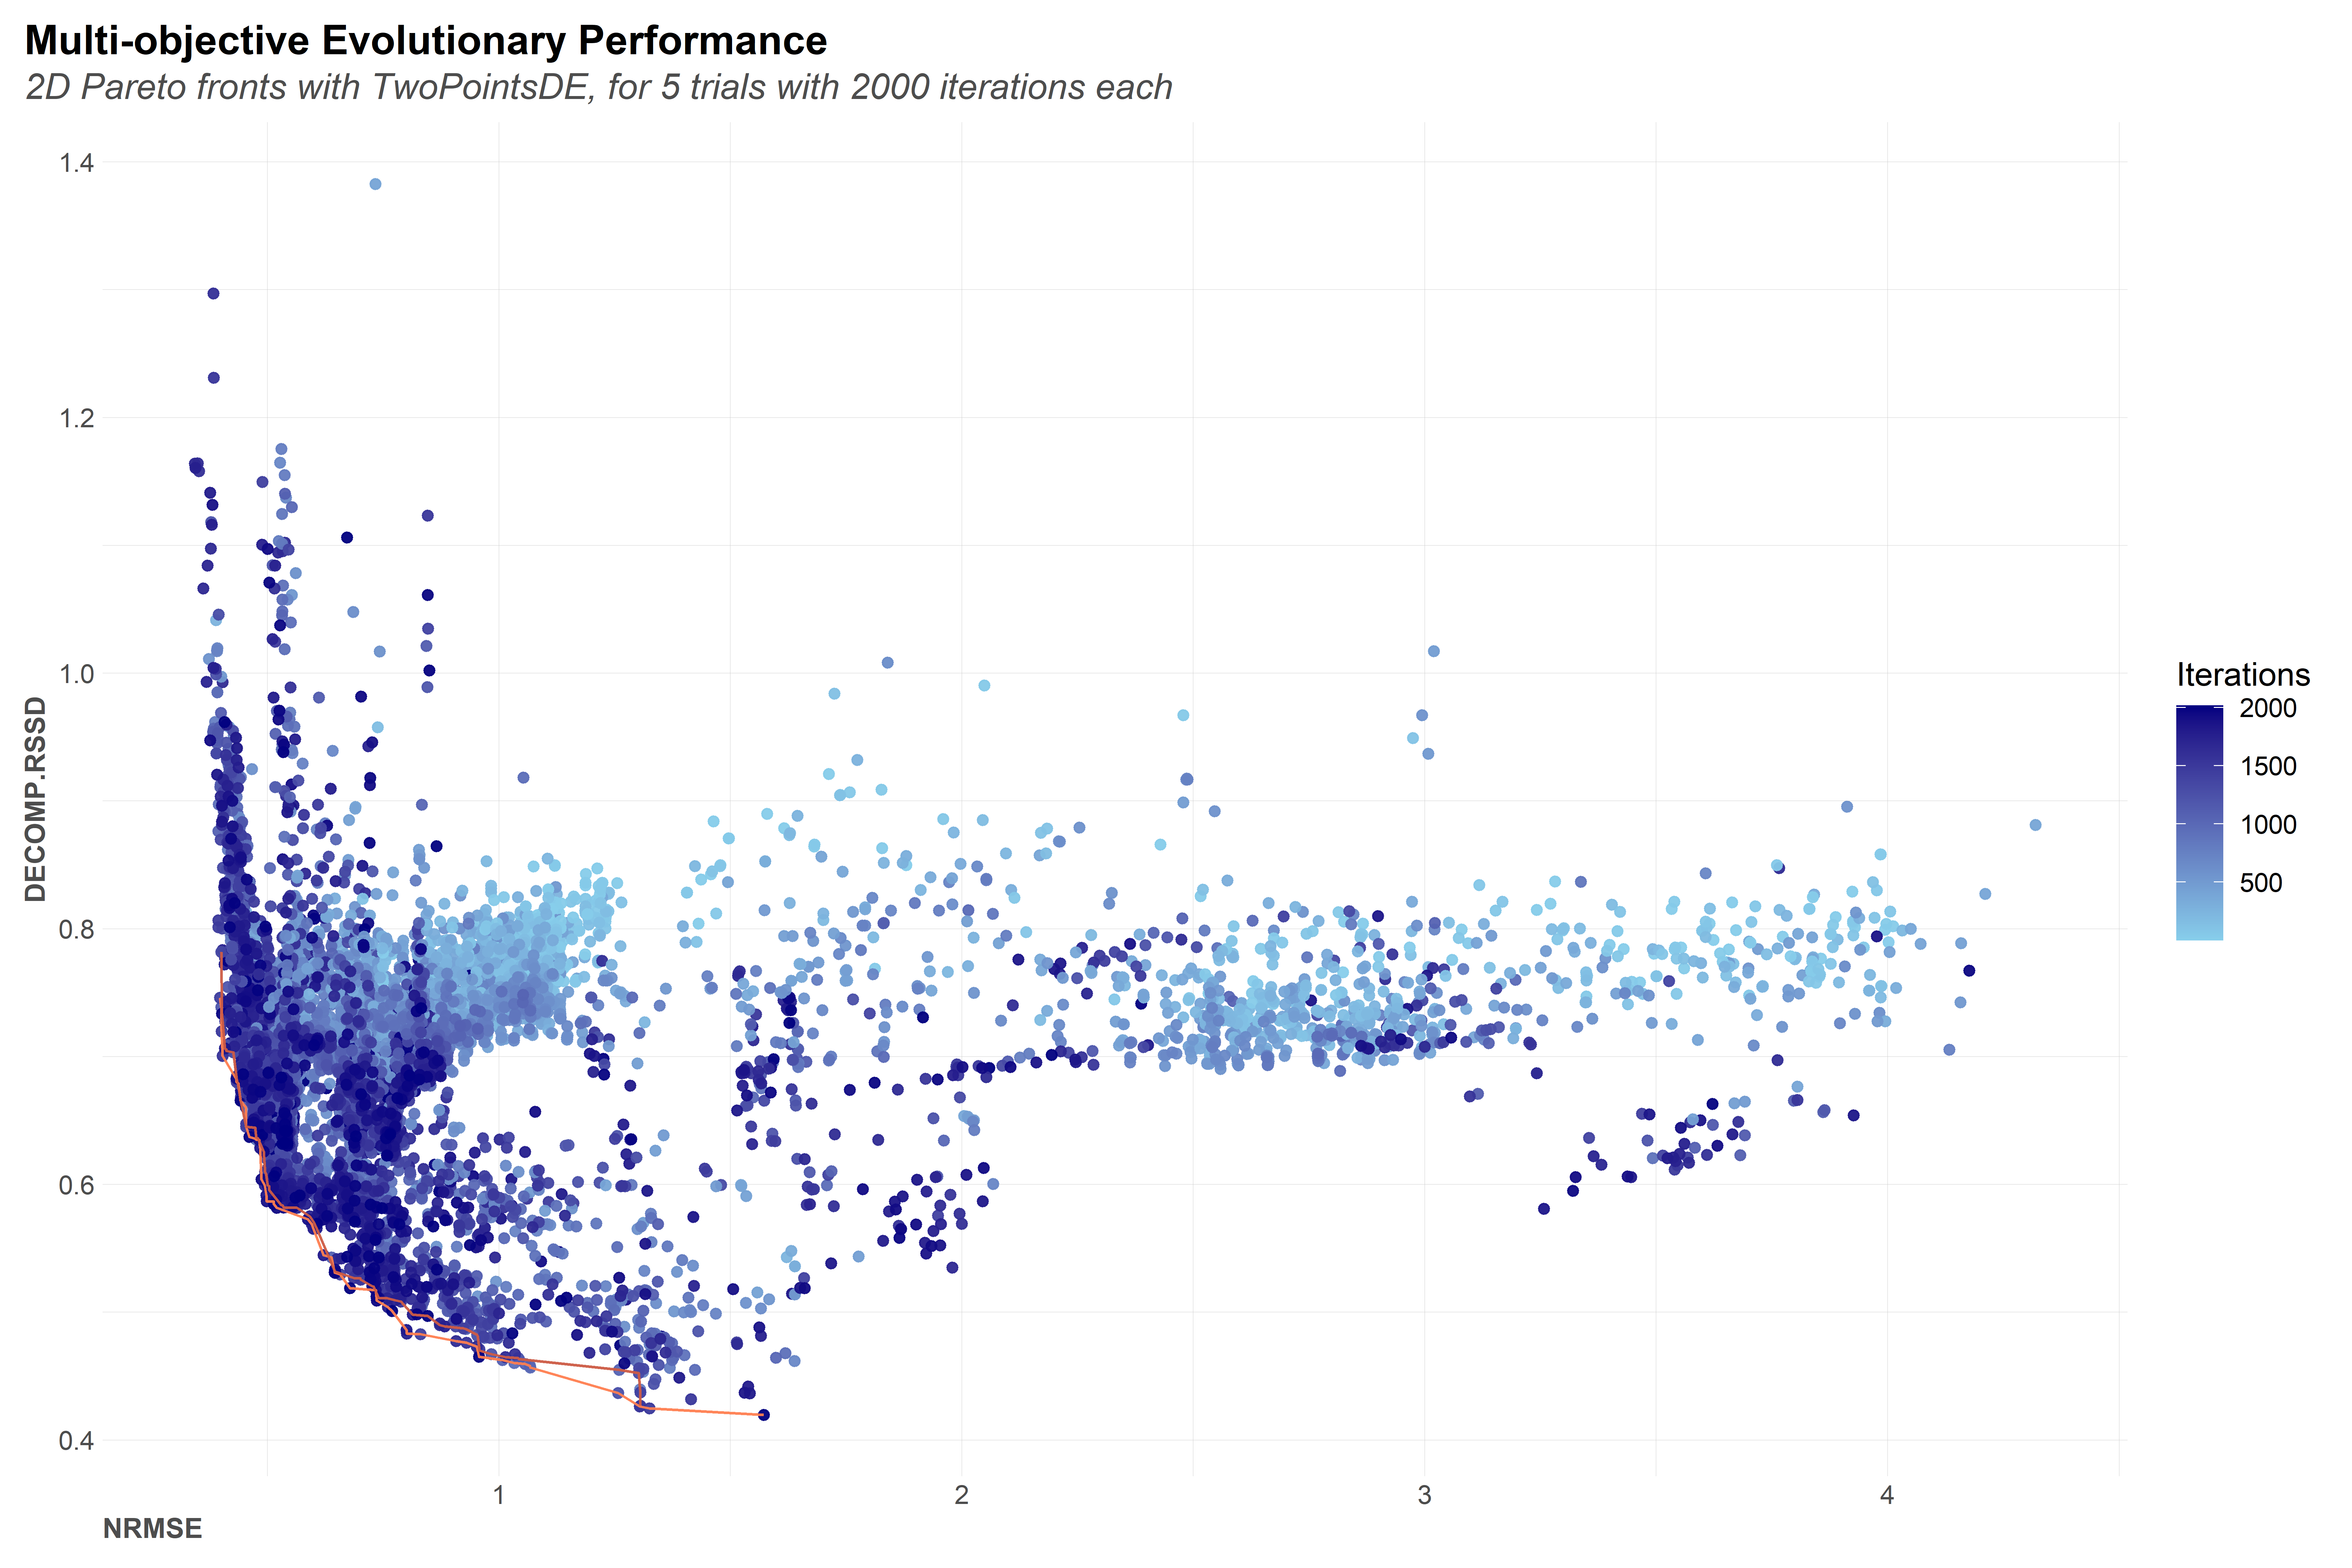 Multi-objective Evolutionary Performance
2D Pareto fronts with TwoPointsDE, for 5 trials with 2000 iterations each
1.4
1.2
1.0
0.8
0.6
0.4
DECOMP.RSSD
1 2 3 4
NRMSE
Iterations
2000
1500
1000
500